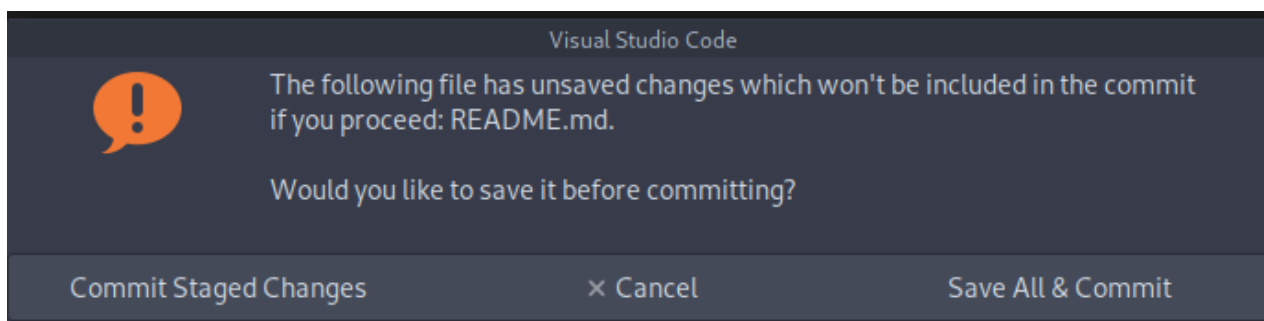 Visual Studio Code
The following file has unsaved changes which won't be included in the commit
if you proceed: README.md.
Would you like to save it before committing?
Commit Staged Changes
× Cancel
Save All & Commit